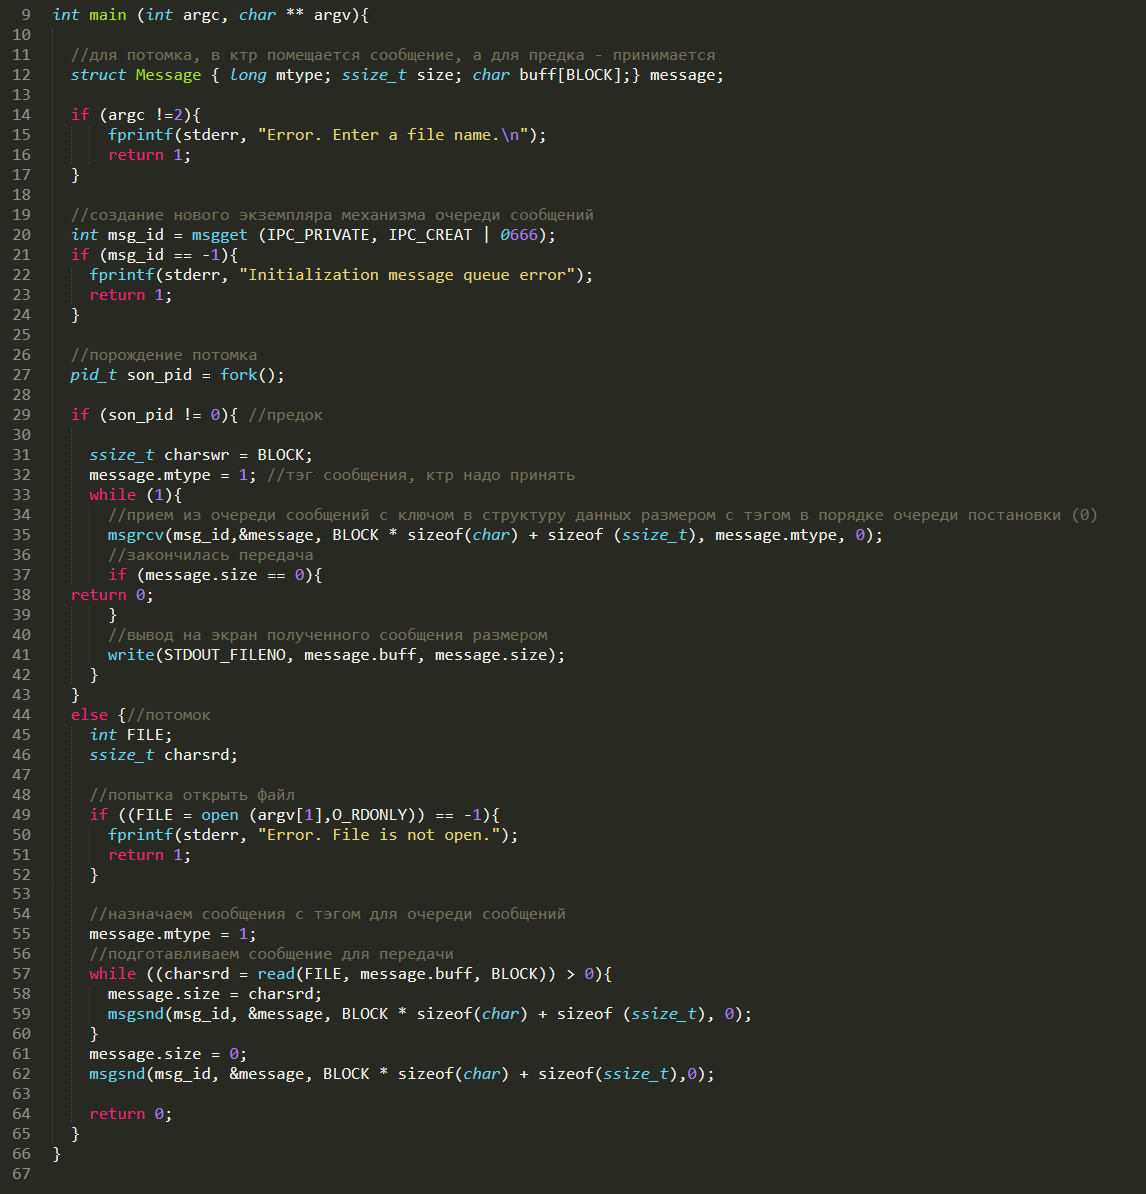 9 int main (int argc, char ** argv){
10
11 //для потомка, в ктр помещается сообщение, а для предка - принимается
12 struct Message { long mtype; ssize_t size; char buff[BLOCK];} message;
13
14 if (argc !=2){
15 fprintf(stderr, "Error. Enter a file name.\n");
16 return 1;
17 }
18
19 //создание нового экземпляра механизма очереди сообщений
20 int msg_id = msgget (IPC_PRIVATE, IPC_CREAT | 0666);
21 if (msg_id == -1){
22 fprintf(stderr, "Initialization message queue error");
23 return 1;
24 }
25
26 //порождение потомка
27 pid_t son_pid = fork();
28
29 if (son_pid != 0){ //предок
30
31 ssize_t charswr = BLOCK;
32 message.mtype = 1; //тэг сообщения, ктр надо принять
33 while (1){
34 //прием из очереди сообщений с ключом в структуру данных размером с тэгом в порядке очереди постановки (0)
35 msgrcv(msg_id,&message, BLOCK * sizeof(char) + sizeof (ssize_t), message.mtype, 0);
36 //закончилась передача
37 if (message.size == 0){
38 return 0;
39 }
40 //вывод на экран полученного сообщения размером
41 write(STDOUT_FILENO, message.buff, message.size);
42 }
43 }
44 else {//потомок
45 int FILE;
46 ssize_t charsrd;
47
48 //попытка открыть файл
49 if ((FILE = open (argv[1],O_RDONLY)) == -1){
50 fprintf(stderr, "Error. File is not open.");
51 return 1;
52 }
53
54 //назначаем сообщения с тэгом для очереди сообщений
55 message.mtype = 1;
56 //подготавливаем сообщение для передачи
57 while ((charsrd = read(FILE, message.buff, BLOCK)) > 0){
58 message.size = charsrd;
59 msgsnd(msg_id, &message, BLOCK * sizeof(char) + sizeof (ssize_t), 0);
60 }
61 message.size = 0;
62 msgsnd(msg_id, &message, BLOCK * sizeof(char) + sizeof(ssize_t),0);
63
64 return 0;
65 }
66 }
67